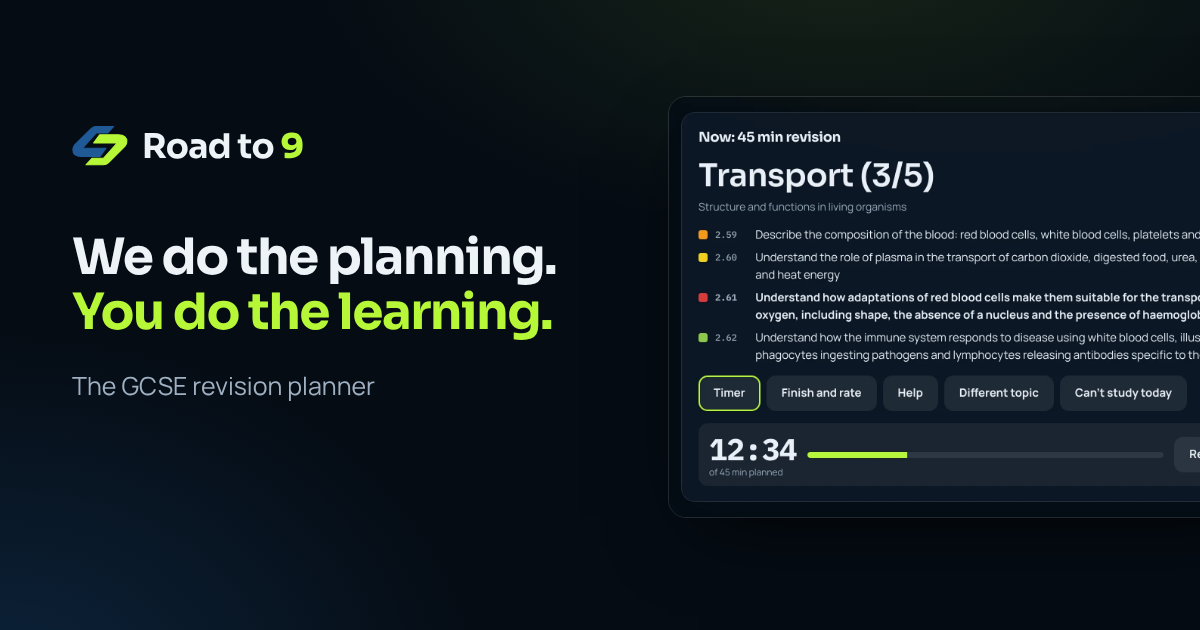 Road to 9
We do the planning.
You do the learning.
The GCSE revision planner
Now: 45 min revision
Transport (3/5)
Structure and functions in living organisms
2.59 Describe the composition of the blood: red blood cells, white blood cells, platelets and
2.60 Understand the role of plasma in the transport of carbon dioxide, digested food, urea,
and heat energy
2.61 Understand how adaptations of red blood cells make them suitable for the
oxygen, including shape, the absence of a nucleus and the presence of
2.62 Understand how the immune system responds to disease using white blood cells,
phagocytes ingesting pathogens and lymphocytes releasing antibodies specific to
Timer Finish and rate Help Different topic Can't study today
12:34
of 45 min planned